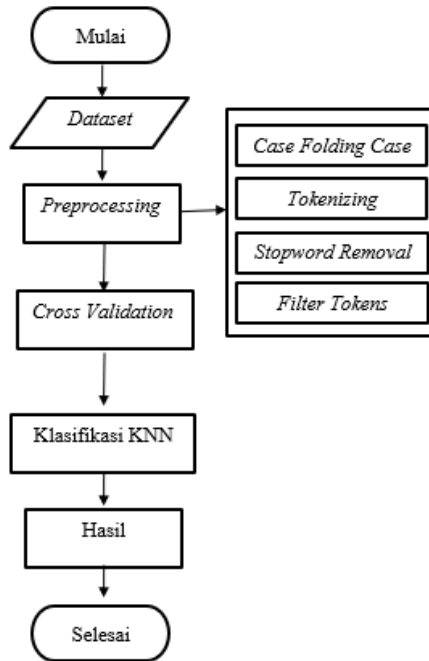 Mulai
Dataset
Preprocessing
Case Folding Case
Tokenizing
Stopword Removal
Filter Tokens
Cross Validation
Klasifikasi KNN
Hasil
Selesai